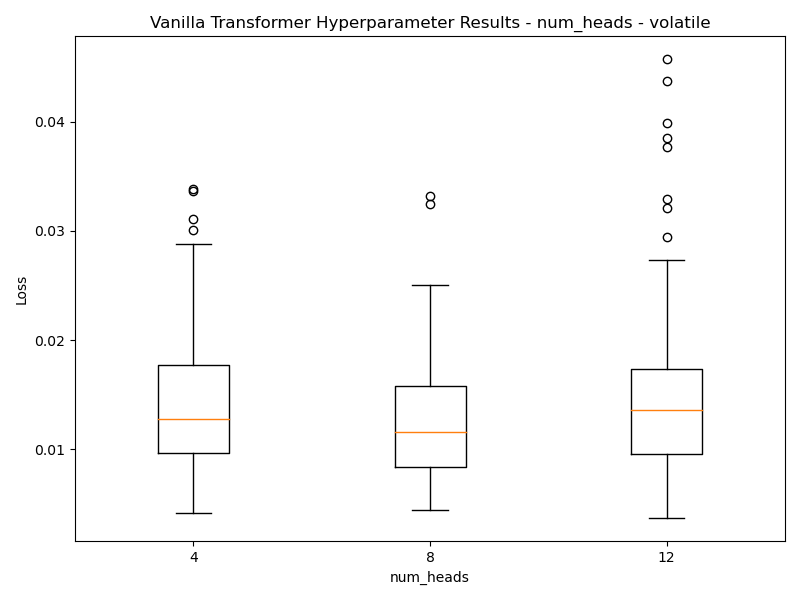 Vanilla Transformer Hyperparameter Results - num_heads - volatile
Loss
0.04
0.03
0.02
0.01
4 8 12
num_heads